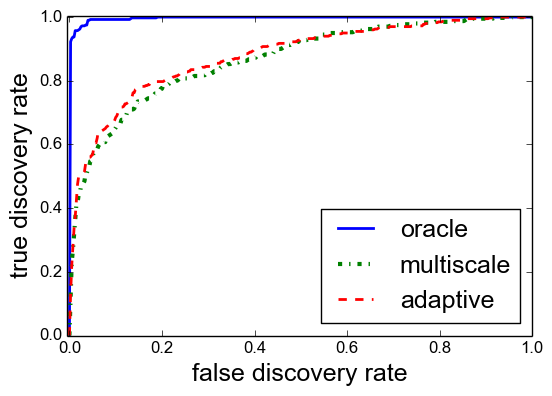 1.0
0.8
0.6
0.4
0.2
0.0
true discovery rate
oracle
multiscale
adaptive
0.0 0.2 0.4 0.6 0.8 1.0
false discovery rate